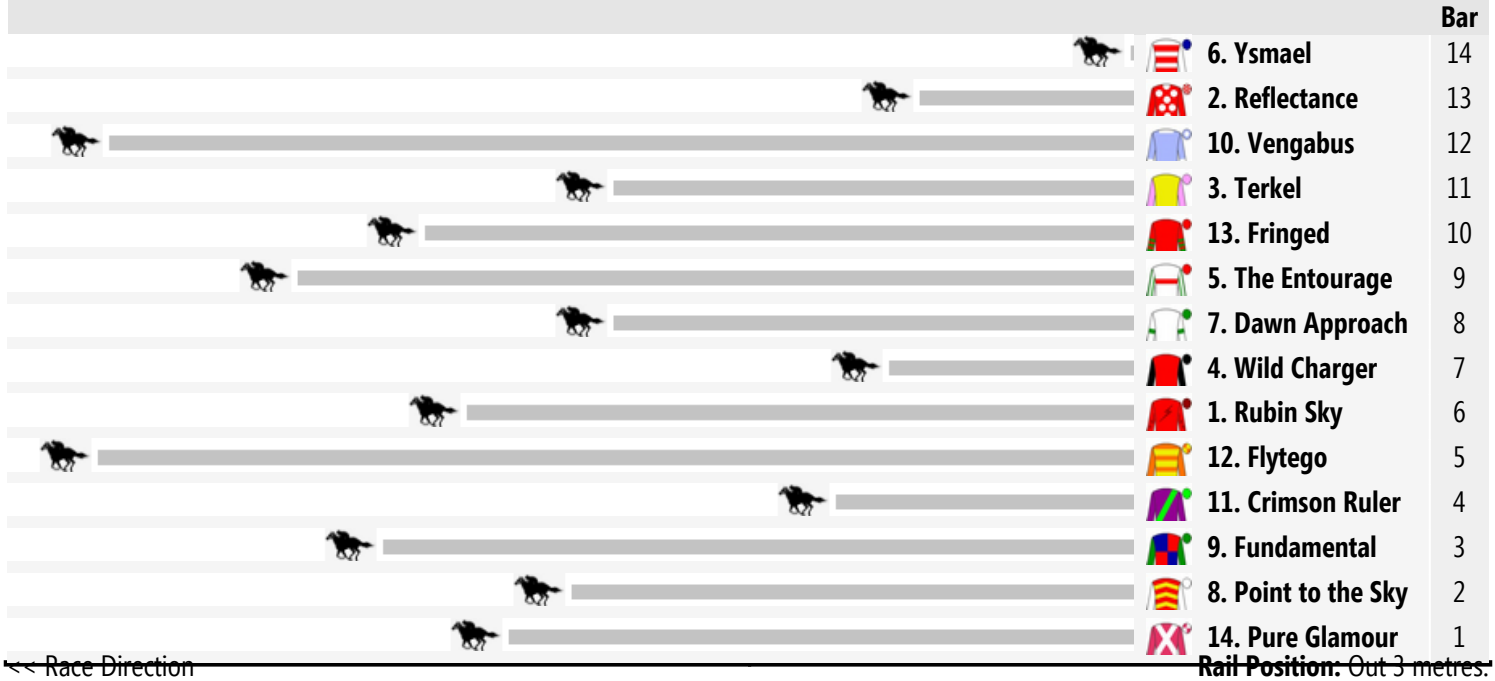 Bar
6. Ysmael 14
2. Reflectance 13
10. Vengabus 12
3. Terkel 11
13. Fringed 10
5. The Entourage 9
7. Dawn Approach 8
4. Wild Charger 7
1. Rubin Sky 6
12. Flytego 5
11. Crimson Ruler 4
9. Fundamental 3
8. Point to the Sky 2
14. Pure Glamour 1
<< Race Direction Rail Position: Out 3 metres.